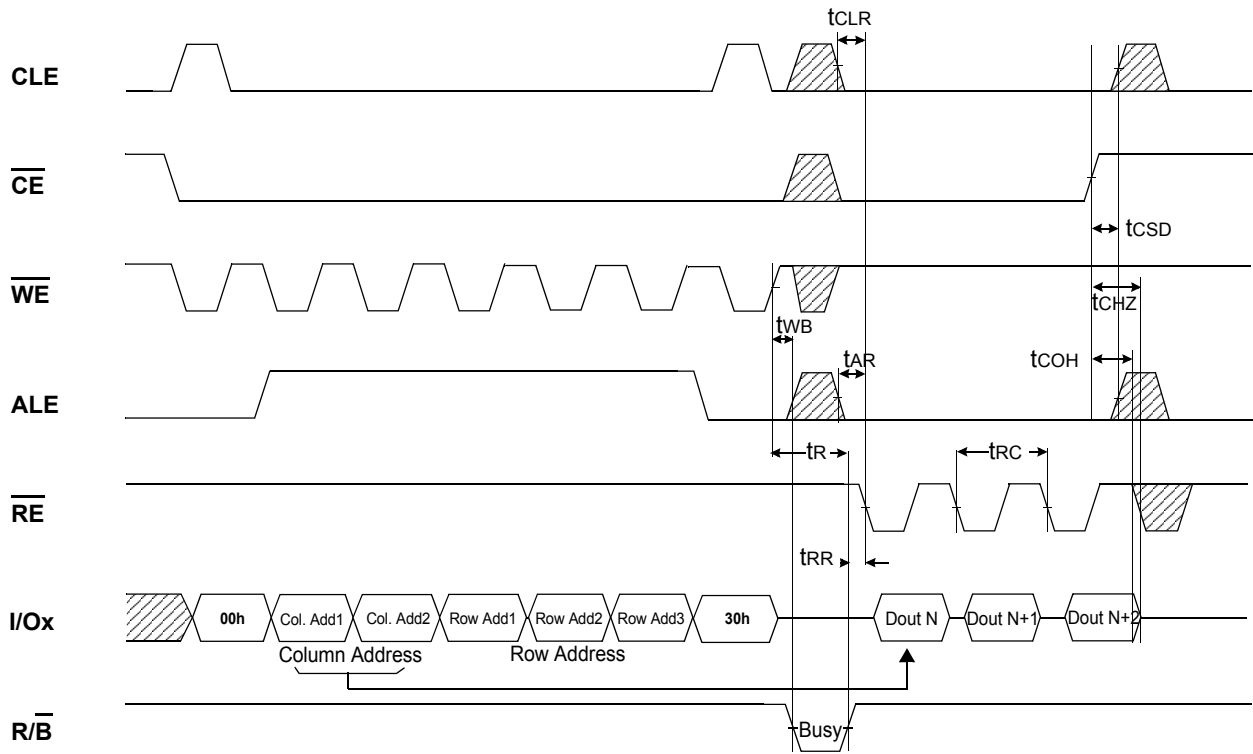 tCLR
CLE
CE
tCSD
WE
tCHZ
tWB
tAR
tCOH
ALE
tR
tRC
RE
tRR
I/Ox
00h
Col. Add1
Col. Add2
Row Add1
Row Add2
Row Add3
30h
Dout N
Dout N+1
Dout N+2
Column Address
Row Address
R/B
Busy